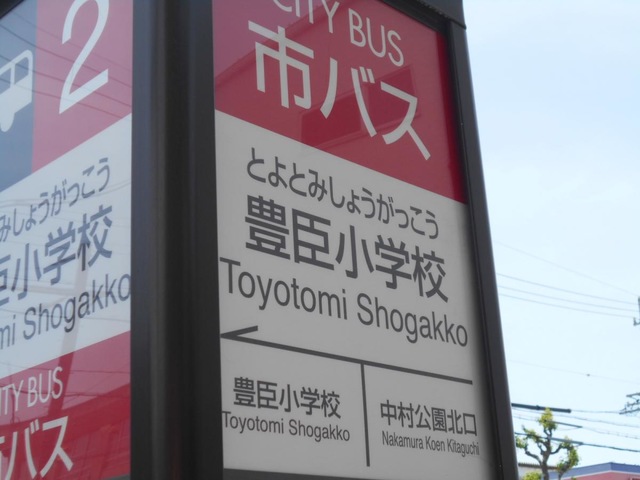 2
みしょうがっこう
臣小学校
mi Shogakko
CITY BUS
市バス
CITY BUS
市バス
とよとみしょうがっこう
豊臣小学校
Toyotomi Shogakko
豊臣小学校
Toyotomi Shogakko
中村公園北口
Nakamura Koen Kitaguchi